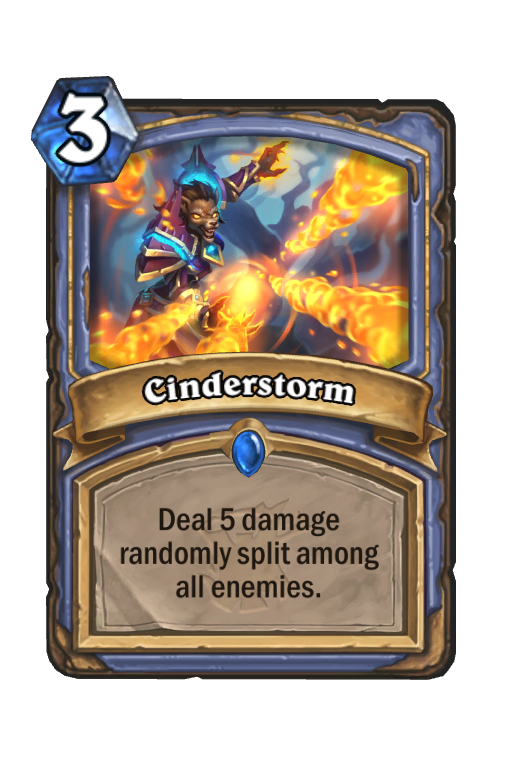 3
Cinderstorm
Deal 5 damage
randomly split among
all enemies.